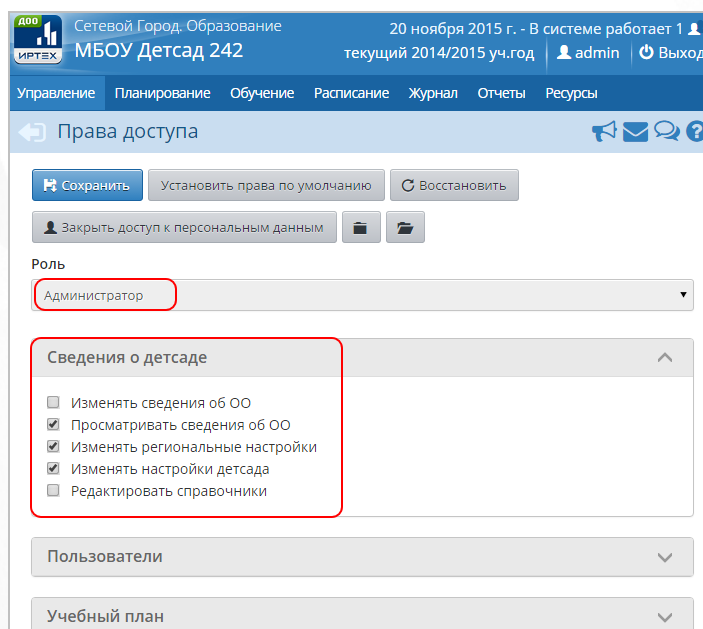 ДОО
ИРТЕХ
Сетевой Город. Образование
МБОУ Детсад 242
20 ноября 2015 г. - В системе работает 1
текущий 2014/2015 уч.год
admin
Выход
Управление Планирование Обучение Расписание Журнал Отчеты Ресурсы
Права доступа
?
Сохранить
Установить права по умолчанию
Восстановить
Закрыть доступ к персональным данным
Роль
Администратор
Сведения о детсаде
Изменять сведения об ОО
Просматривать сведения об ОО
Изменять региональные настройки
Изменять настройки детсада
Редактировать справочники
Пользователи
Учебный план